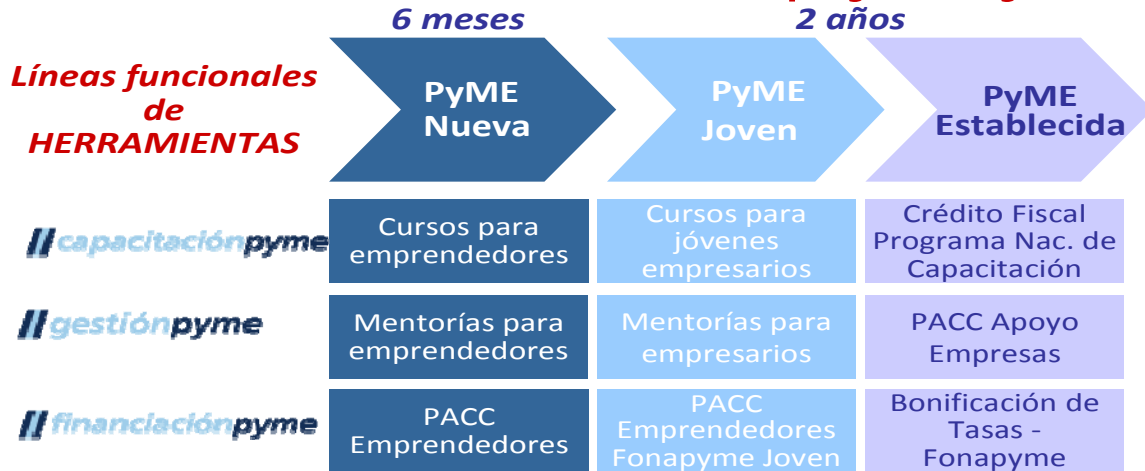 6 meses
2 años
Líneas funcionales
de
HERRAMIENTAS
PyME
Nueva
PyME
Joven
PyME
Establecida
capacitaciónpyme
Cursos para
emprendedores
Cursos para
jóvenes
empresarios
Crédito Fiscal
Programa Nac. de
Capacitación
gestiónpyme
Mentorías para
emprendedores
Mentorías para
empresarios
PACC Apoyo
Empresas
financiaciónpyme
PACC
Emprendedores
PACC
Emprendedores
Fonapyme Joven
Bonificación de
Tasas -
Fonapyme